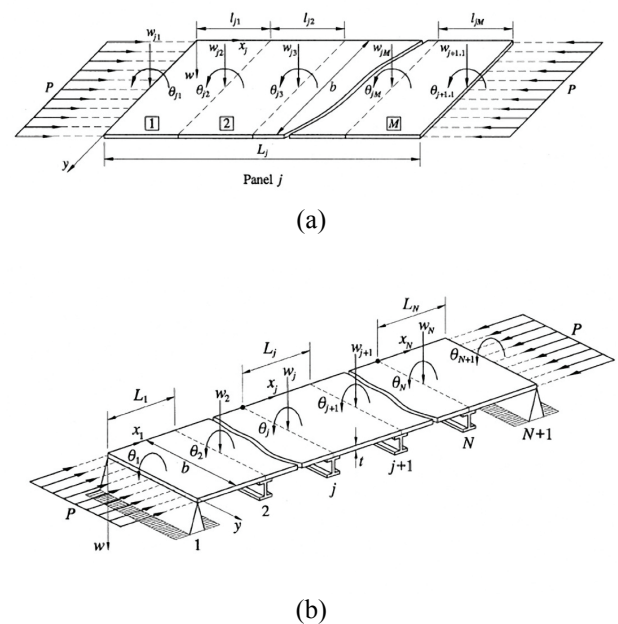 l_j1 l_j2 l_jM
w_j1 x_j w_j2 w_j3 w_jM w_j+1,1
P w θ_j1 θ_j2 θ_j3 b θ_jM θ_j+1,1 P
1 2 M
y L_j
Panel j
(a)
L_N
L_j w_j+1 x_N w_N P
L_1 w_2 x_j w_j θ_N θ_N+1
x_1 θ_j θ_j+1
θ_1 b θ_2 N N+1
t j+1
P y 2 j
w 1
(b)